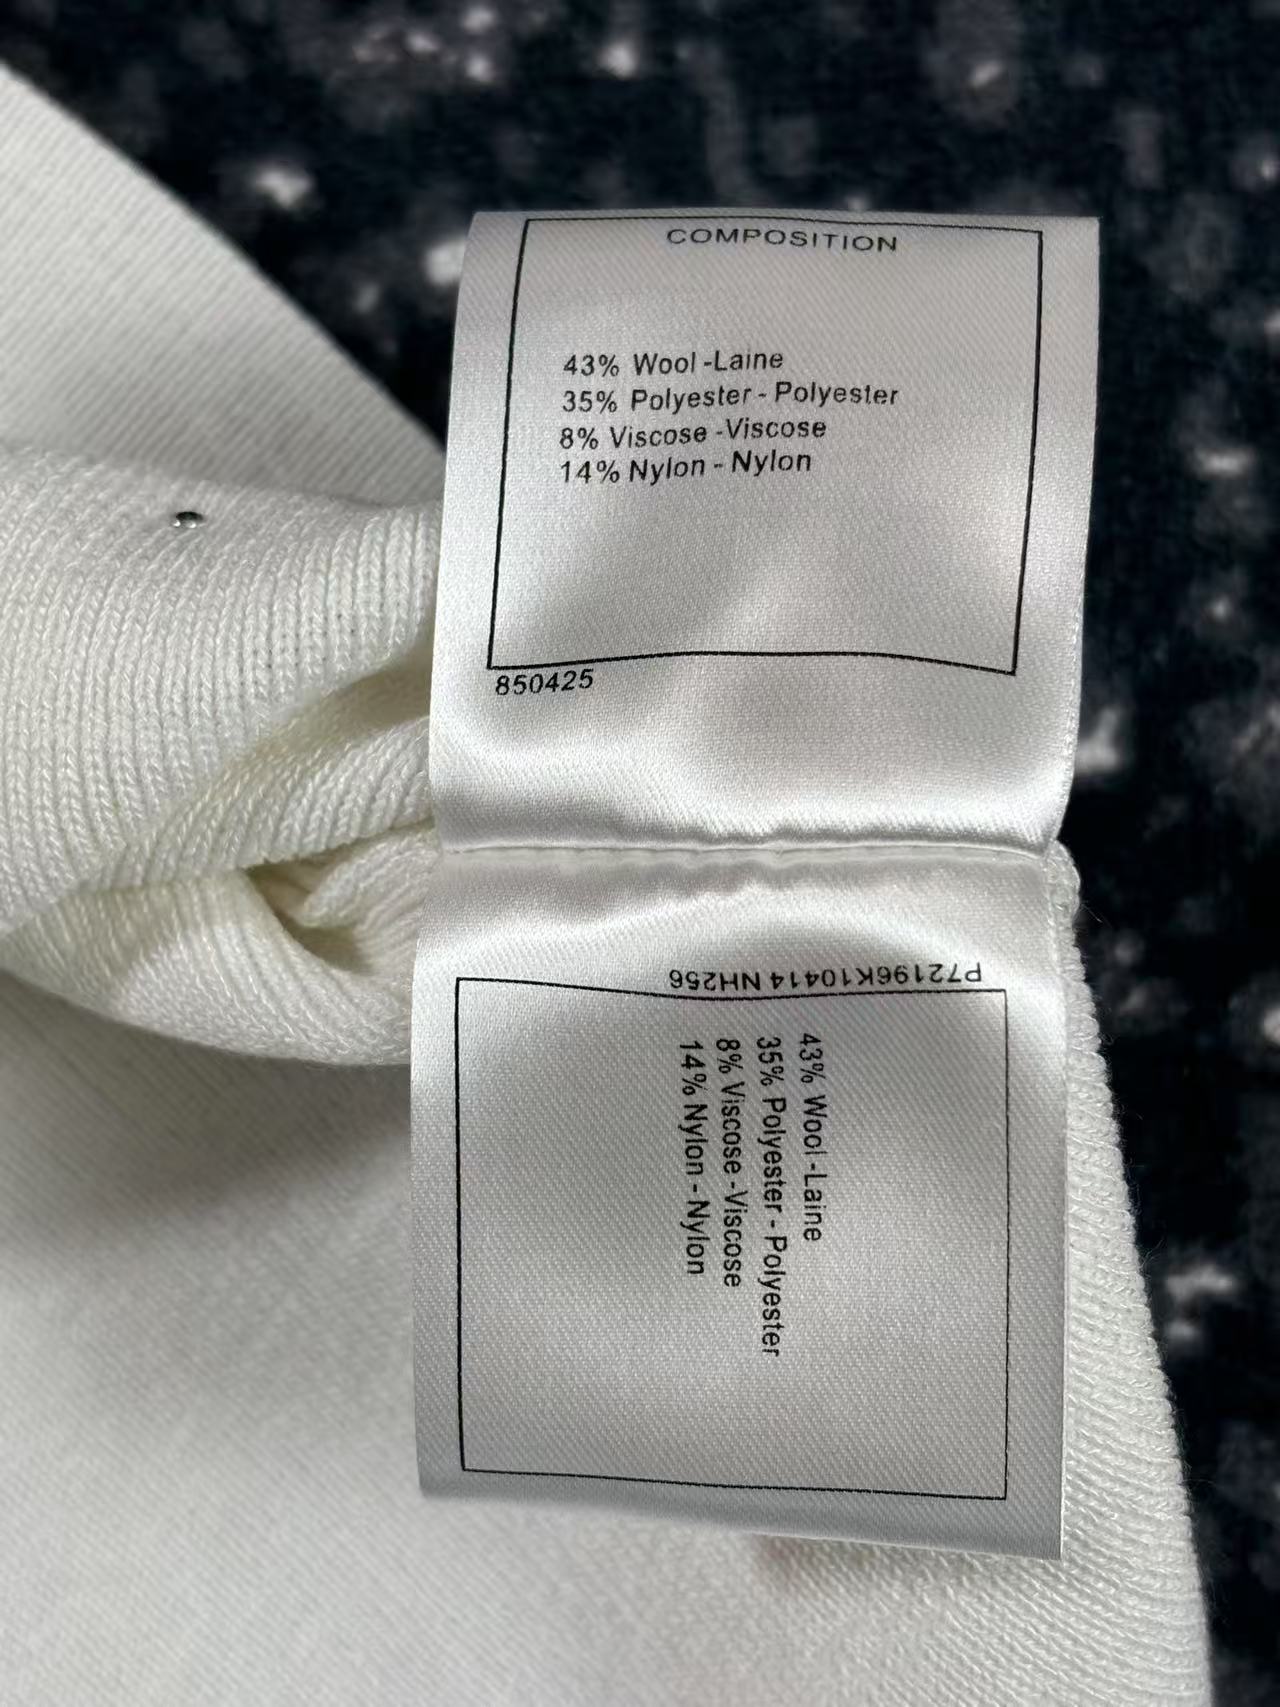 COMPOSITION
43% Wool -Laine
35% Polyester - Polyester
8% Viscose -Viscose
14% Nylon - Nylon
850425
P72196K10414 NH256
43% Wool -Laine
35% Polyester - Polyester
8% Viscose -Viscose
14% Nylon - Nylon